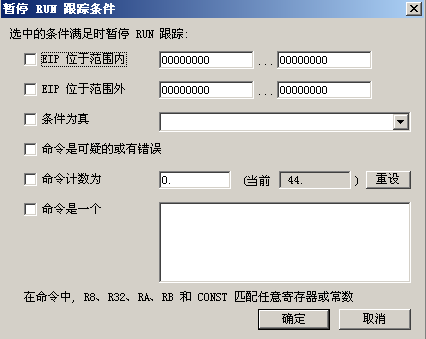 暂停 RUN 跟踪条件
选中的条件满足时暂停 RUN 跟踪:
EIP 位于范围内 00000000 ... 00000000
EIP 位于范围外 00000000 ... 00000000
条件为真
命令是可疑的或有错误
命令计数为 0. (当前 44. ) 重设
命令是一个
在命令中, R8、R32、RA、RB 和 CONST 匹配任意寄存器或常数
确定 取消